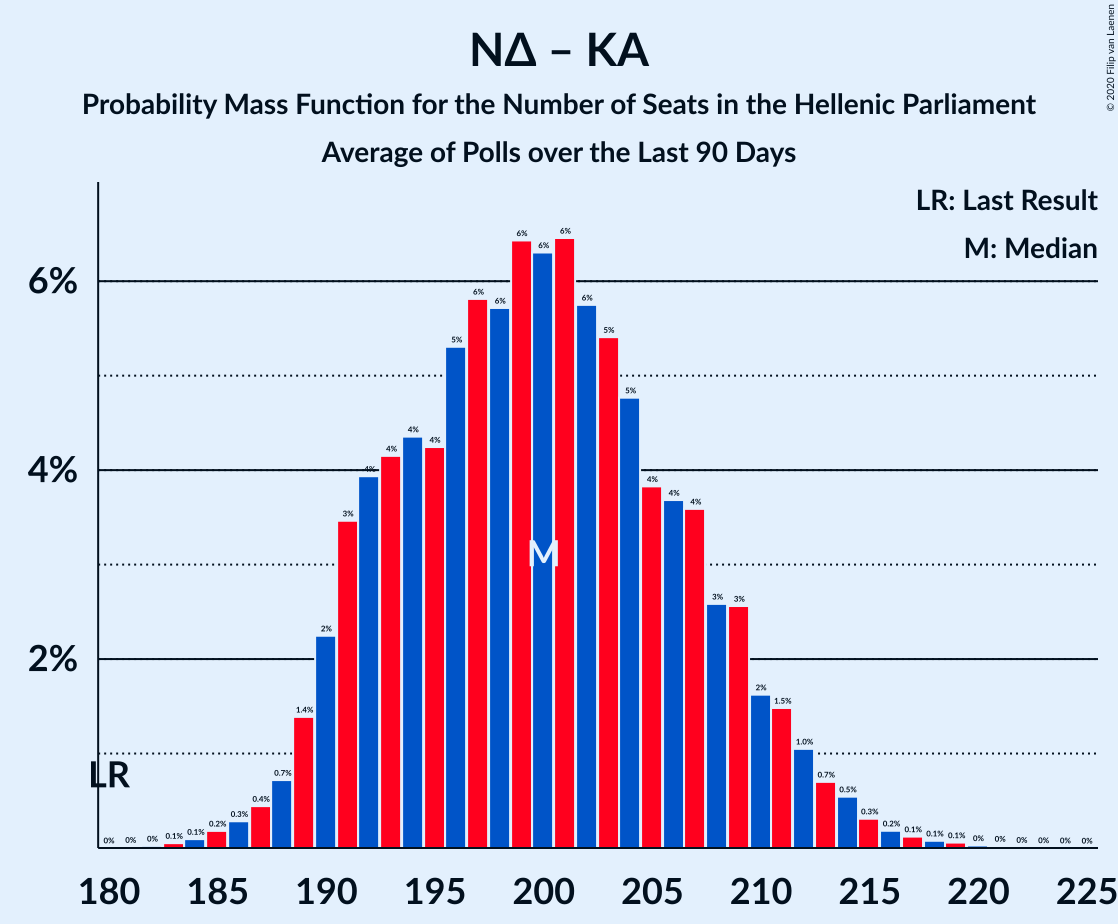 ΝΔ – ΚΑ
Probability Mass Function for the Number of Seats in the Hellenic Parliament
Average of Polls over the Last 90 Days
© 2020 Filip van Laenen
LR: Last Result
M: Median
6%
4%
2%
0% 0% 0% 0.1% 0.1% 0.2% 0.3% 0.4% 0.7% 1.4% 2% 3% 4% 4% 4% 4% 5% 6% 6% 6% 6% 6% 6% 5% 5% 4% 4% 4% 3% 3% 2% 1.5% 1.0% 0.7% 0.5% 0.3% 0.2% 0.1% 0.1% 0.1% 0% 0% 0% 0% 0% 0%
M
LR
180 185 190 195 200 205 210 215 220 225